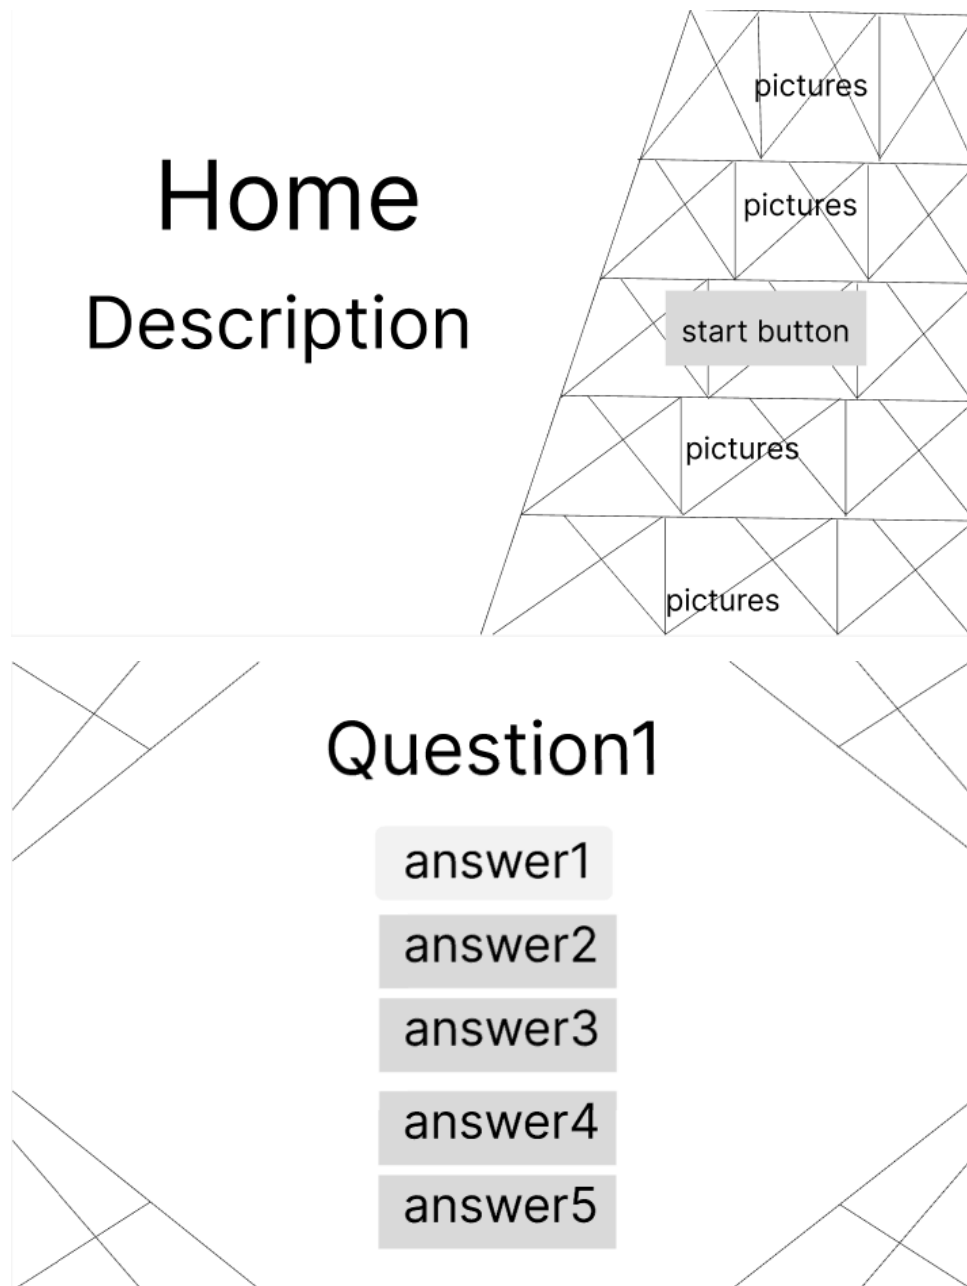 Home
Description
pictures
pictures
start button
pictures
pictures
Question1
answer1
answer2
answer3
answer4
answer5